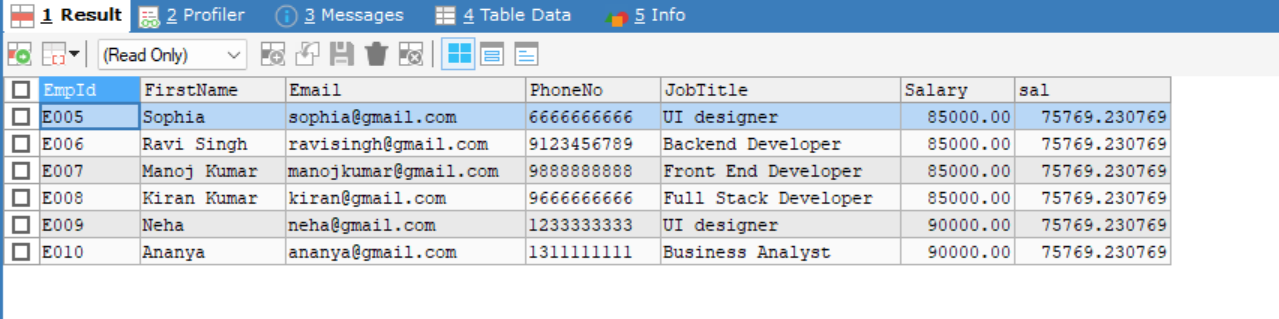 1 Result 2 Profiler 3 Messages 4 Table Data 5 Info
(Read Only)
EmpId FirstName Email PhoneNo JobTitle Salary sal
E005 Sophia sophia@gmail.com 6666666666 UI designer 85000.00 75769.230769
E006 Ravi Singh ravisingh@gmail.com 9123456789 Backend Developer 85000.00 75769.230769
E007 Manoj Kumar manojkumar@gmail.com 9888888888 Front End Developer 85000.00 75769.230769
E008 Kiran Kumar kiran@gmail.com 9666666666 Full Stack Developer 85000.00 75769.230769
E009 Neha neha@gmail.com 1233333333 UI designer 90000.00 75769.230769
E010 Ananya ananya@gmail.com 1311111111 Business Analyst 90000.00 75769.230769